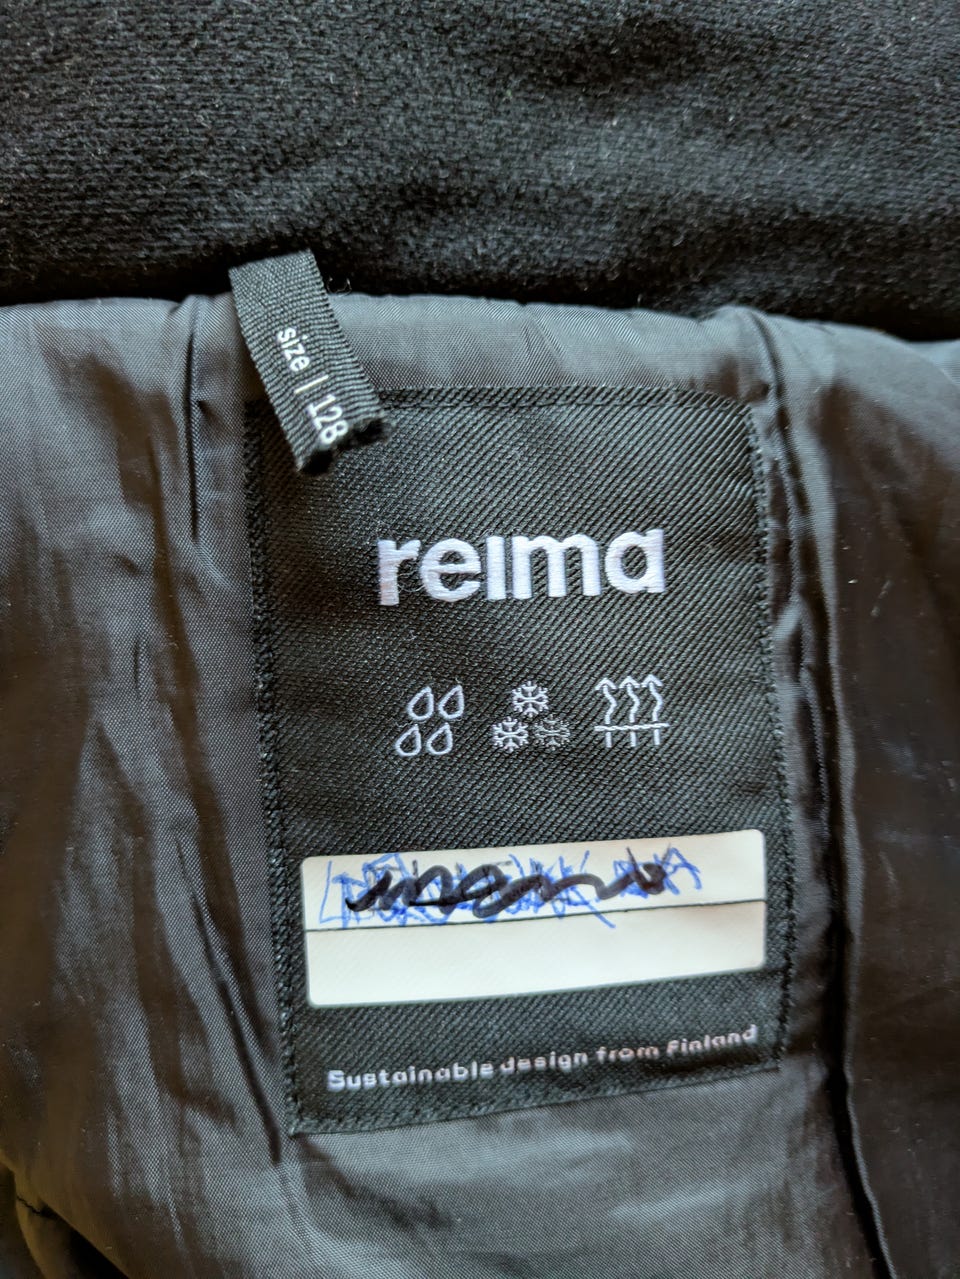 size | 128
reima
Sustainable design from Finland